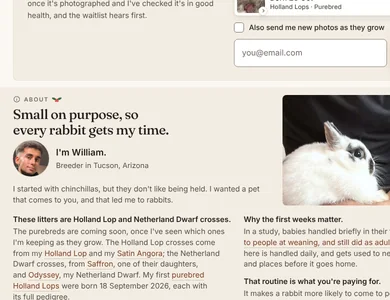 once it's photographed and I've checked it's in good
health, and the waitlist hears first.
Holland Lops · Purebred
Also send me new photos as they grow
you@email.com
ABOUT
Small on purpose, so
every rabbit gets my time.
I'm William.
Breeder in Tucson, Arizona
I started with chinchillas, but they don't like being held. I wanted a pet
that comes to you, and that led me to rabbits.
These litters are Holland Lop and Netherland Dwarf crosses.
The purebreds are coming soon, once I've seen which ones
I'm keeping as they grow. The Holland Lop crosses come
from my Holland Lop and my Satin Angora; the Netherland
Dwarf crosses, from Saffron, one of their daughters,
and Odyssey, my Netherland Dwarf. My first purebred
Holland Lops were born 18 September 2026, each with
its full pedigree.
Why the first weeks matter.
In a study, babies handled briefly in their
to people at weaning, and still did as adul
here is handled daily, and gets used to ne
and places before it goes home.
That routine is what you're paying for.
It makes a rabbit more likely to come to p